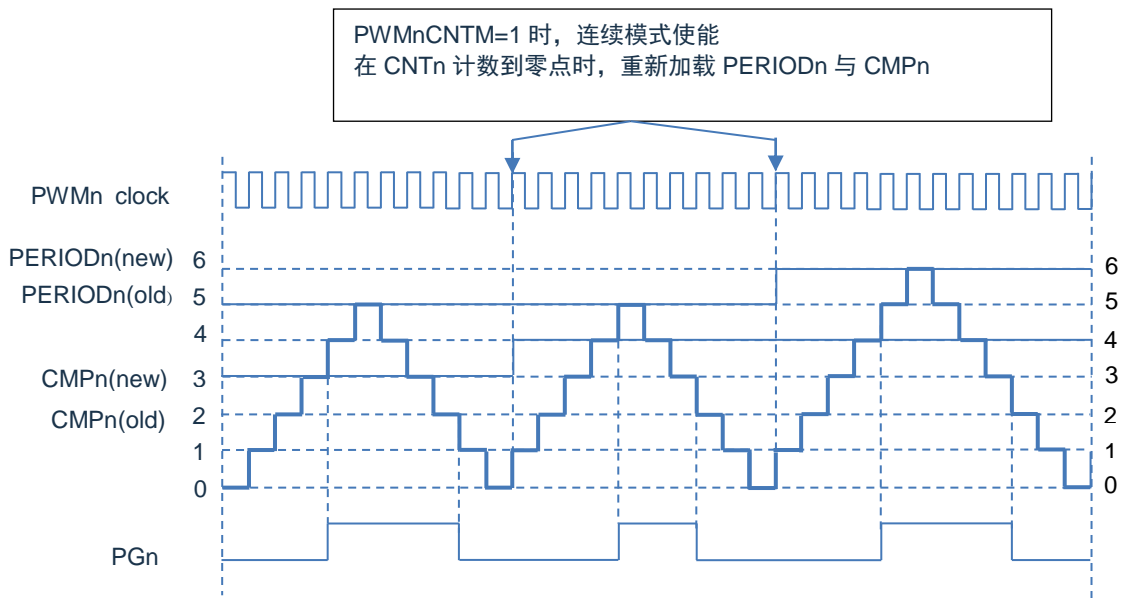 PWMnCNTM=1 时，连续模式使能
在 CNTn 计数到零点时，重新加载 PERIODn 与 CMPn
PWMn clock
PERIODn(new) 6
6
PERIODn(old) 5
5
4
4
CMPn(new) 3
3
CMPn(old) 2
2
1
1
0
0
PGn